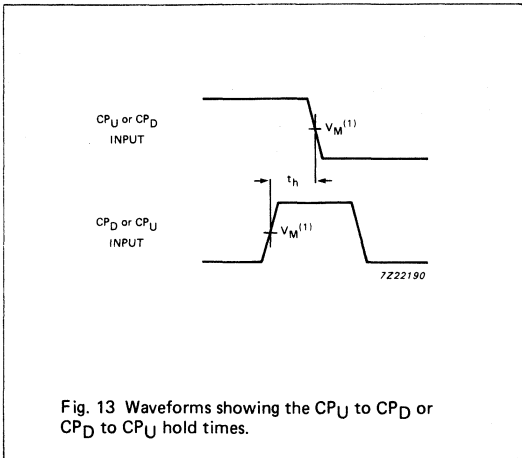 CPU or CPD
INPUT
VM(1)
th
CPD or CPU
INPUT
VM(1)
7Z22190
Fig. 13 Waveforms showing the CPU to CPD or
CPD to CPU hold times.